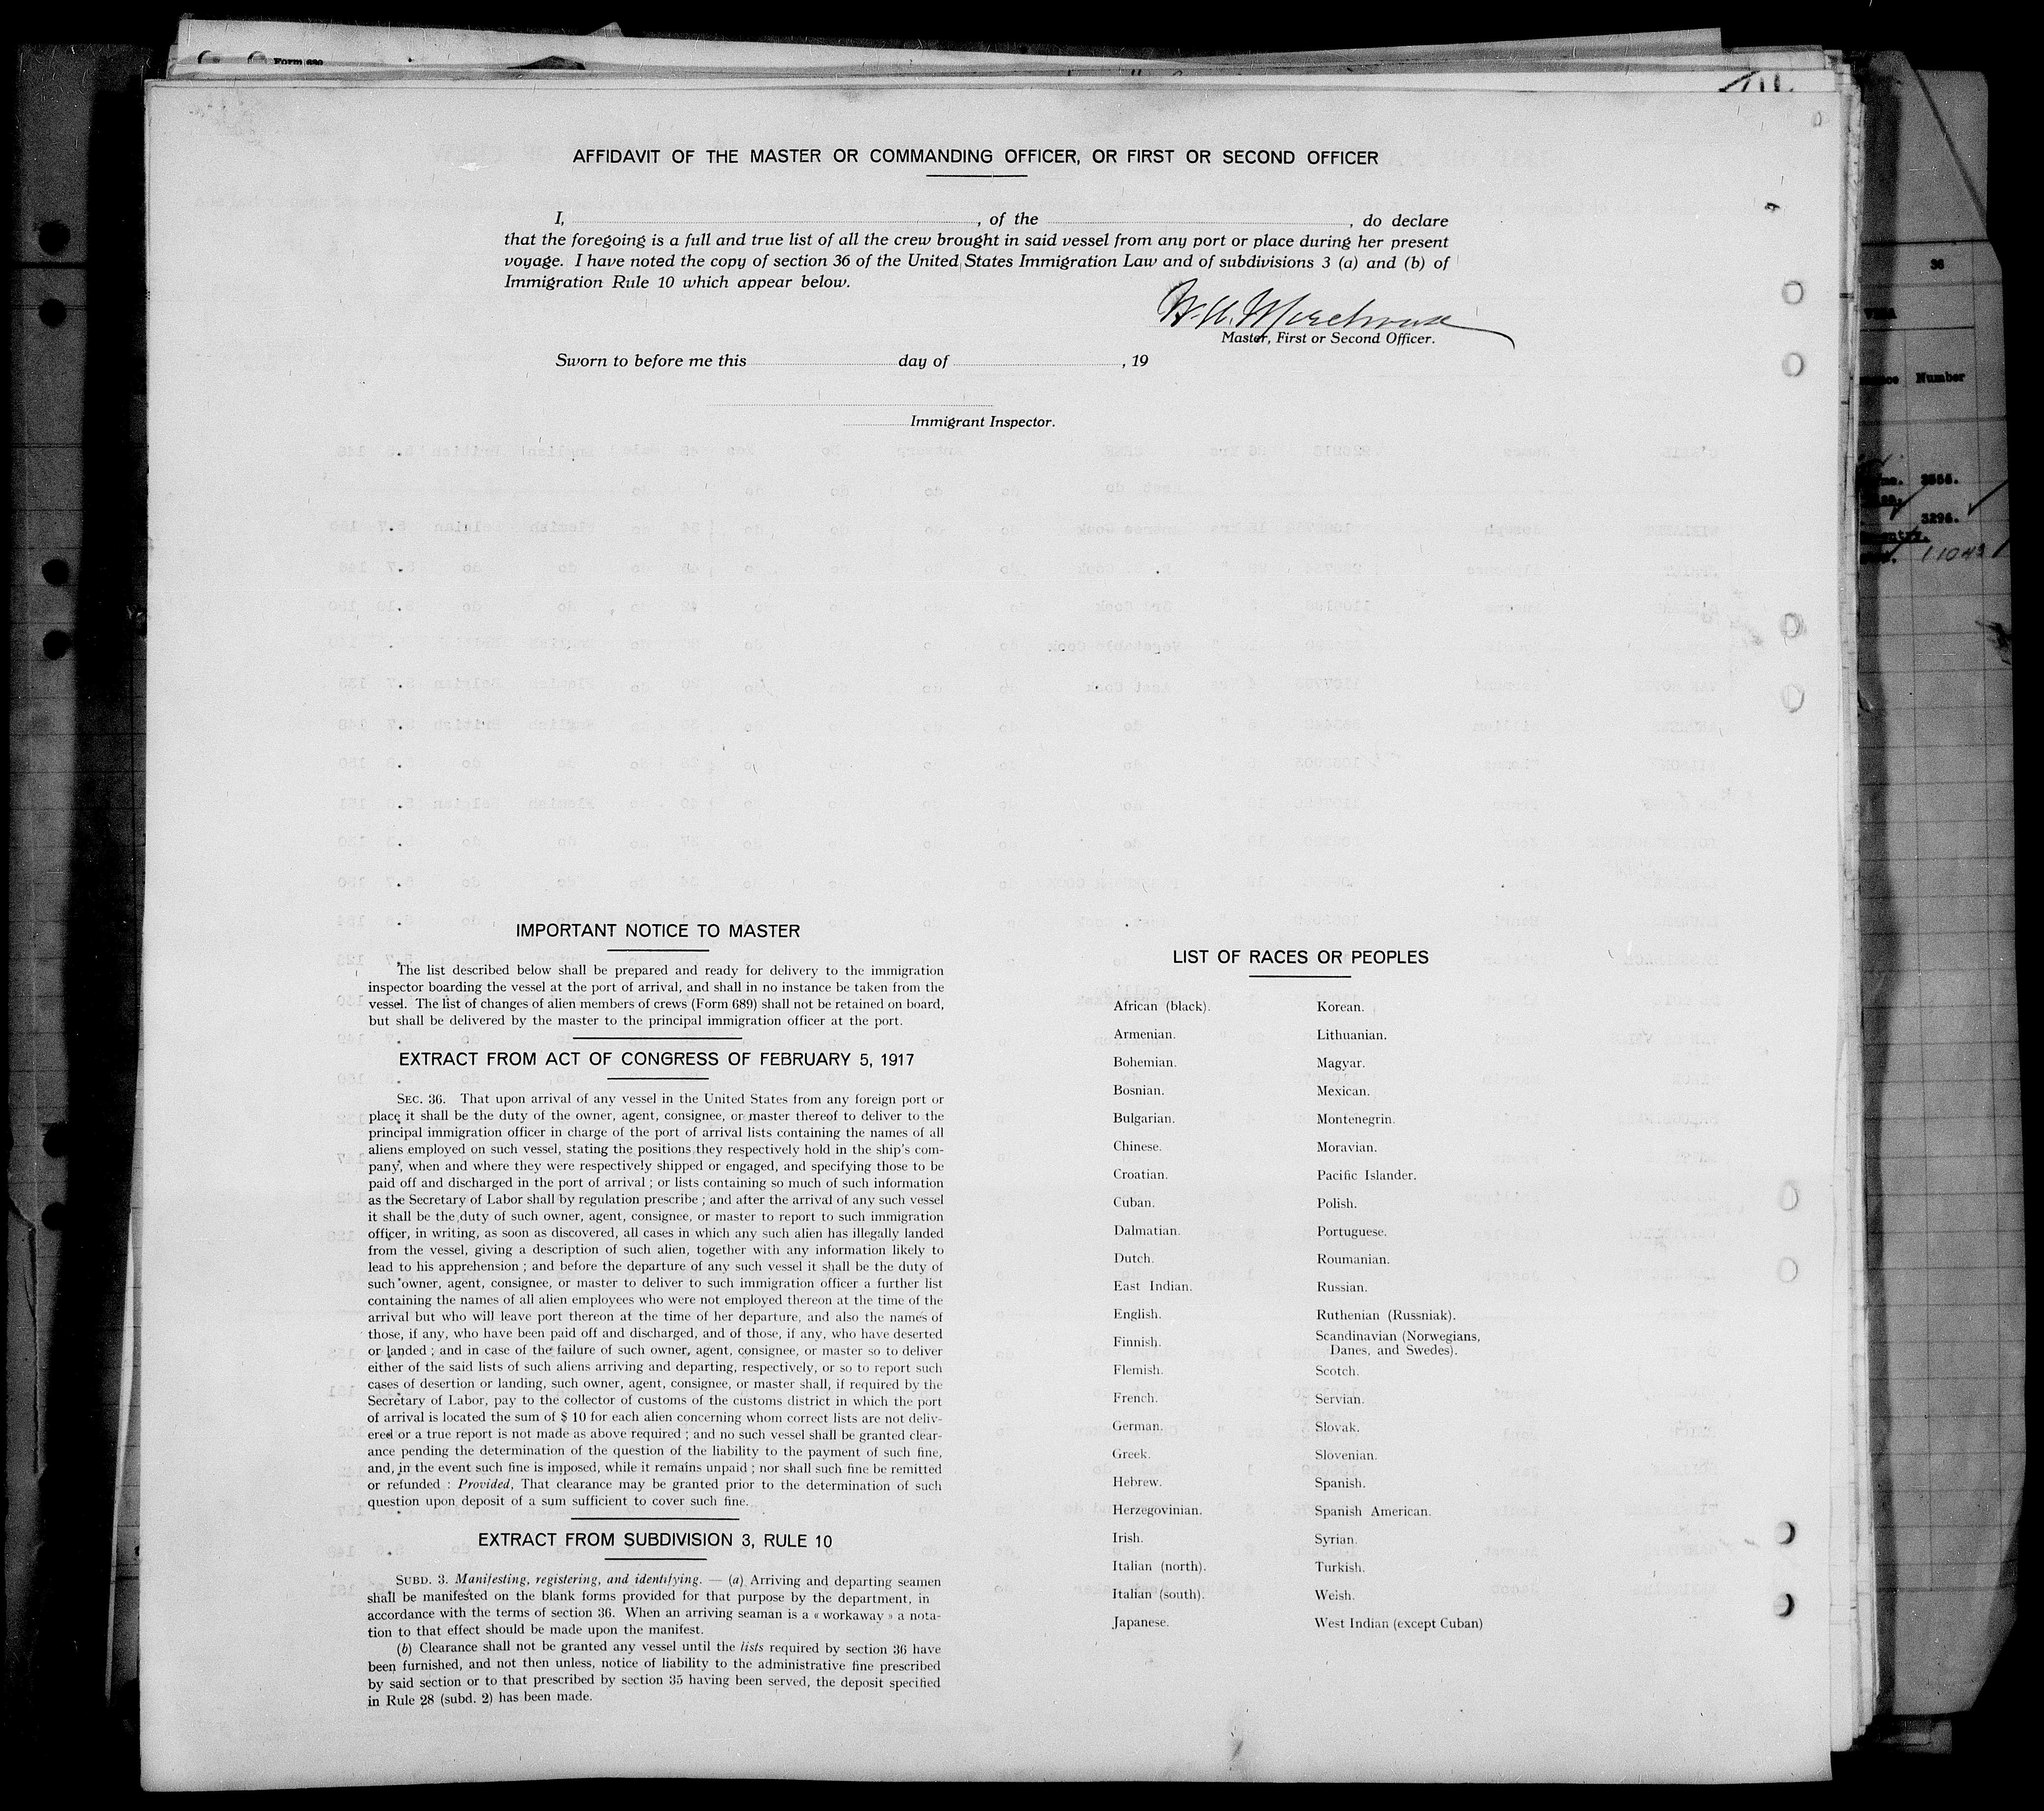 Form 689
AFFIDAVIT OF THE MASTER OR COMMANDING OFFICER, OR FIRST OR SECOND OFFICER
I, , of the , do declare
that the foregoing is a full and true list of all the crew brought in said vessel from any port or place during her present
voyage. I have noted the copy of section 36 of the United States Immigration Law and of subdivisions 3 (a) and (b) of
Immigration Rule 10 which appear below.
Master, First or Second Officer.
Sworn to before me this day of , 19
Immigrant Inspector.
IMPORTANT NOTICE TO MASTER
The list described below shall be prepared and ready for delivery to the immigration
inspector boarding the vessel at the port of arrival, and shall in no instance be taken from the
vessel. The list of changes of alien members of crews (Form 689) shall not be retained on board,
but shall be delivered by the master to the principal immigration officer at the port.
EXTRACT FROM ACT OF CONGRESS OF FEBRUARY 5, 1917
SEC. 36. That upon arrival of any vessel in the United States from any foreign port or
place it shall be the duty of the owner, agent, consignee, or master thereof to deliver to the
principal immigration officer in charge of the port of arrival lists containing the names of all
aliens employed on such vessel, stating the positions they respectively hold in the ship's com-
pany, when and where they were respectively shipped or engaged, and specifying those to be
paid off and discharged in the port of arrival ; or lists containing so much of such information
as the Secretary of Labor shall by regulation prescribe ; and after the arrival of any such vessel
it shall be the duty of such owner, agent, consignee, or master to report to such immigration
officer, in writing, as soon as discovered, all cases in which any such alien has illegally landed
from the vessel, giving a description of such alien, together with any information likely to
lead to his apprehension ; and before the departure of any such vessel it shall be the duty of
such owner, agent, consignee, or master to deliver to such immigration officer a further list
containing the names of all alien employees who were not employed thereon at the time of the
arrival but who will leave port thereon at the time of her departure, and also the names of
those, if any, who have been paid off and discharged, and of those, if any, who have deserted
or landed ; and in case of the failure of such owner, agent, consignee, or master so to deliver
either of the said lists of such aliens arriving and departing, respectively, or so to report such
cases of desertion or landing, such owner, agent, consignee, or master shall, if required by the
Secretary of Labor, pay to the collector of customs of the customs district in which the port
of arrival is located the sum of $ 10 for each alien concerning whom correct lists are not deliv-
ered or a true report is not made as above required ; and no such vessel shall be granted clear-
ance pending the determination of the question of the liability to the payment of such fine,
and, in the event such fine is imposed, while it remains unpaid ; nor shall such fine be remitted
or refunded : Provided, That clearance may be granted prior to the determination of such
question upon deposit of a sum sufficient to cover such fine.
EXTRACT FROM SUBDIVISION 3, RULE 10
SUBD. 3. Manifesting, registering, and identifying. — (a) Arriving and departing seamen
shall be manifested on the blank forms provided for that purpose by the department, in
accordance with the terms of section 36. When an arriving seaman is a « workaway » a nota-
tion to that effect should be made upon the manifest.
(b) Clearance shall not be granted any vessel until the lists required by section 36 have
been furnished, and not then unless, notice of liability to the administrative fine prescribed
by said section or to that prescribed by section 35 having been served, the deposit specified
in Rule 28 (subd. 2) has been made.
LIST OF RACES OR PEOPLES
African (black).
Armenian.
Bohemian.
Bosnian.
Bulgarian.
Chinese.
Croatian.
Cuban.
Dalmatian.
Dutch.
East Indian.
English.
Finnish.
Flemish.
French.
German.
Greek.
Hebrew.
Herzegovinian.
Irish.
Italian (north).
Italian (south).
Japanese.
Korean.
Lithuanian.
Magyar.
Mexican.
Montenegrin.
Moravian.
Pacific Islander.
Polish.
Portuguese.
Roumanian.
Russian.
Ruthenian (Russniak).
Scandinavian (Norwegians,
Danes, and Swedes).
Scotch.
Servian.
Slovak.
Slovenian.
Spanish.
Spanish American.
Syrian.
Turkish.
Welsh.
West Indian (except Cuban)
36
VISA
Number
3555.
3296.
11043